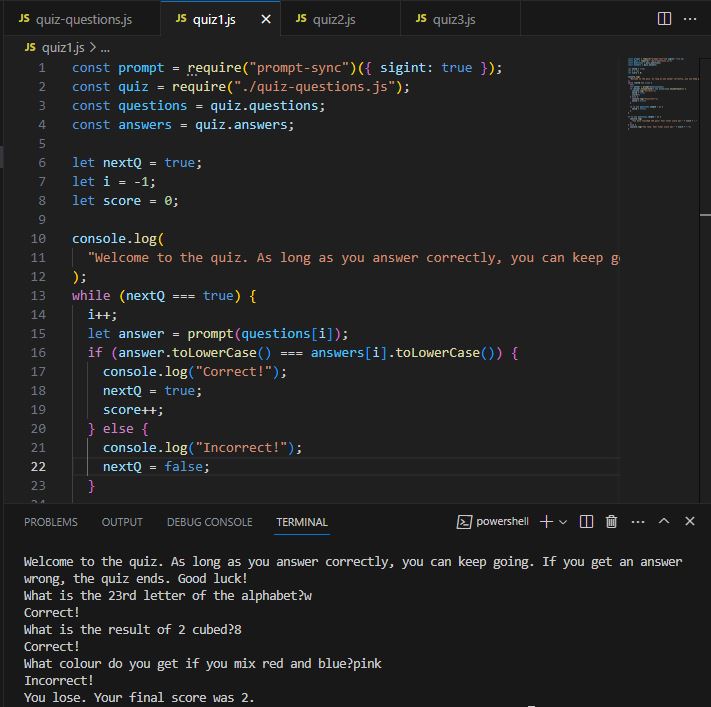 JS quiz-questions.js JS quiz1.js × JS quiz2.js JS quiz3.js ...
JS quiz1.js > ...
1 const prompt = require("prompt-sync")({ sigint: true });
2 const quiz = require("./quiz-questions.js");
3 const questions = quiz.questions;
4 const answers = quiz.answers;
5
6 let nextQ = true;
7 let i = -1;
8 let score = 0;
9
10 console.log(
11 "Welcome to the quiz. As long as you answer correctly, you can keep g
12 );
13 while (nextQ === true) {
14 i++;
15 let answer = prompt(questions[i]);
16 if (answer.toLowerCase() === answers[i].toLowerCase()) {
17 console.log("Correct!");
18 nextQ = true;
19 score++;
20 } else {
21 console.log("Incorrect!");
22 nextQ = false;
23 }
PROBLEMS OUTPUT DEBUG CONSOLE TERMINAL powershell
Welcome to the quiz. As long as you answer correctly, you can keep going. If you get an answer
wrong, the quiz ends. Good luck!
What is the 23rd letter of the alphabet?w
Correct!
What is the result of 2 cubed?8
Correct!
What colour do you get if you mix red and blue?pink
Incorrect!
You lose. Your final score was 2.